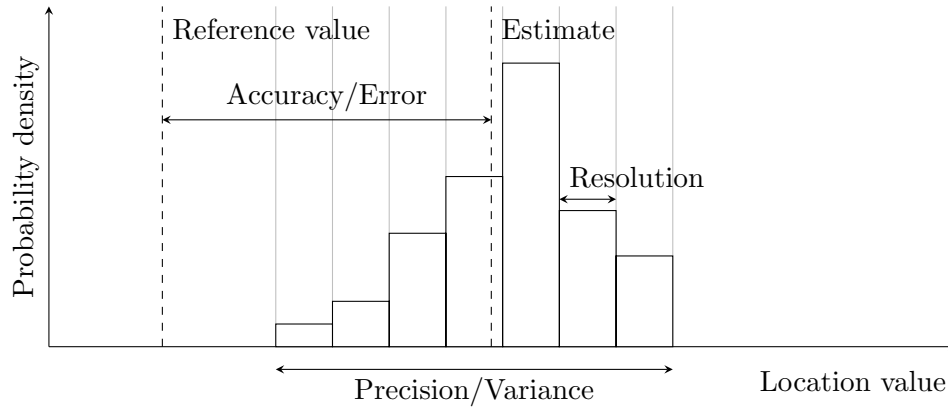 Reference value
Estimate
Accuracy/Error
Resolution
Probability density
Precision/Variance
Location value